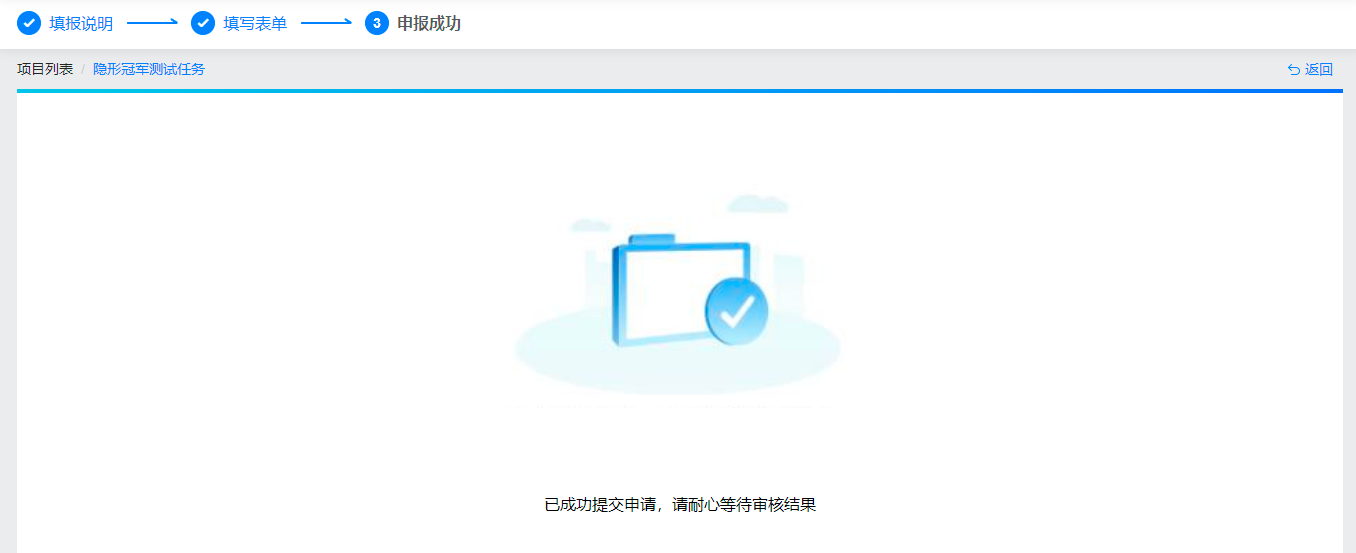 填报说明 填写表单 3 申报成功
项目列表 / 隐形冠军测试任务 返回
已成功提交申请，请耐心等待审核结果